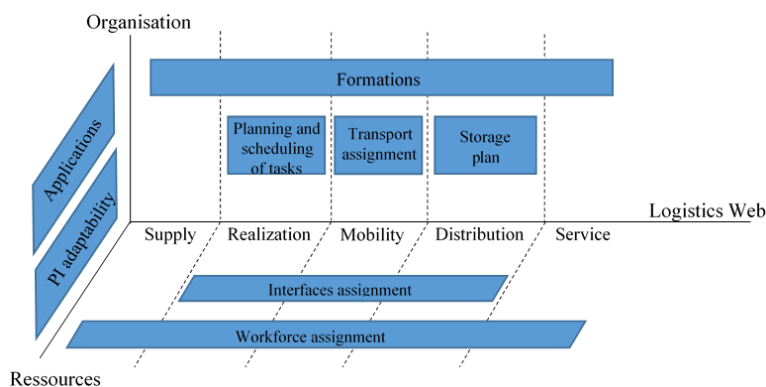 Organisation
Formations
Applications
Planning and
scheduling
of tasks
Transport
assignment
Storage
plan
PI adaptability
Logistics Web
Supply
Realization
Mobility
Distribution
Service
Interfaces assignment
Workforce assignment
Ressources